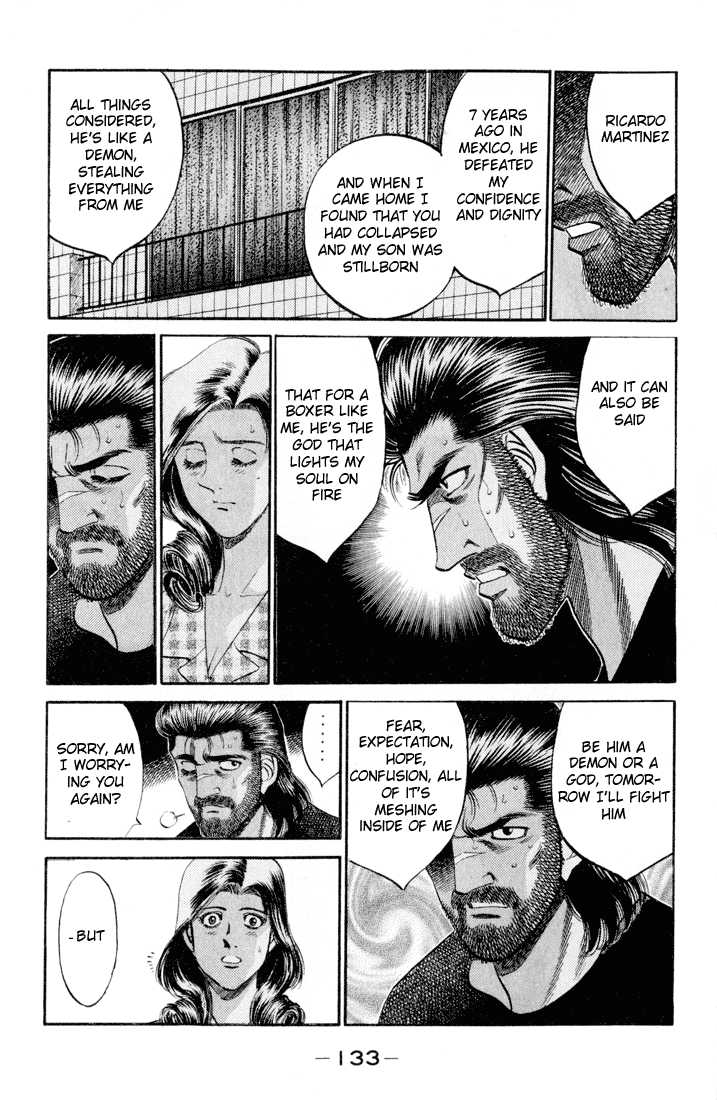 RICARDO
MARTINEZ
7 YEARS
AGO IN
MEXICO, HE
DEFEATED
MY
CONFIDENCE
AND DIGNITY
AND WHEN I
CAME HOME I
FOUND THAT YOU
HAD COLLAPSED
AND MY SON WAS
STILLBORN
ALL THINGS
CONSIDERED,
HE'S LIKE A
DEMON,
STEALING
EVERYTHING
FROM ME
AND IT CAN
ALSO BE
SAID
THAT FOR A
BOXER LIKE
ME, HE'S THE
GOD THAT
LIGHTS MY
SOUL ON
FIRE
BE HIM A
DEMON OR A
GOD, TOMOR-
ROW I'LL FIGHT
HIM
FEAR,
EXPECTATION,
HOPE,
CONFUSION, ALL
OF IT'S
MESHING
INSIDE OF ME
......
SORRY, AM
I WORRY-
ING YOU
AGAIN?
-BUT
- 133 -